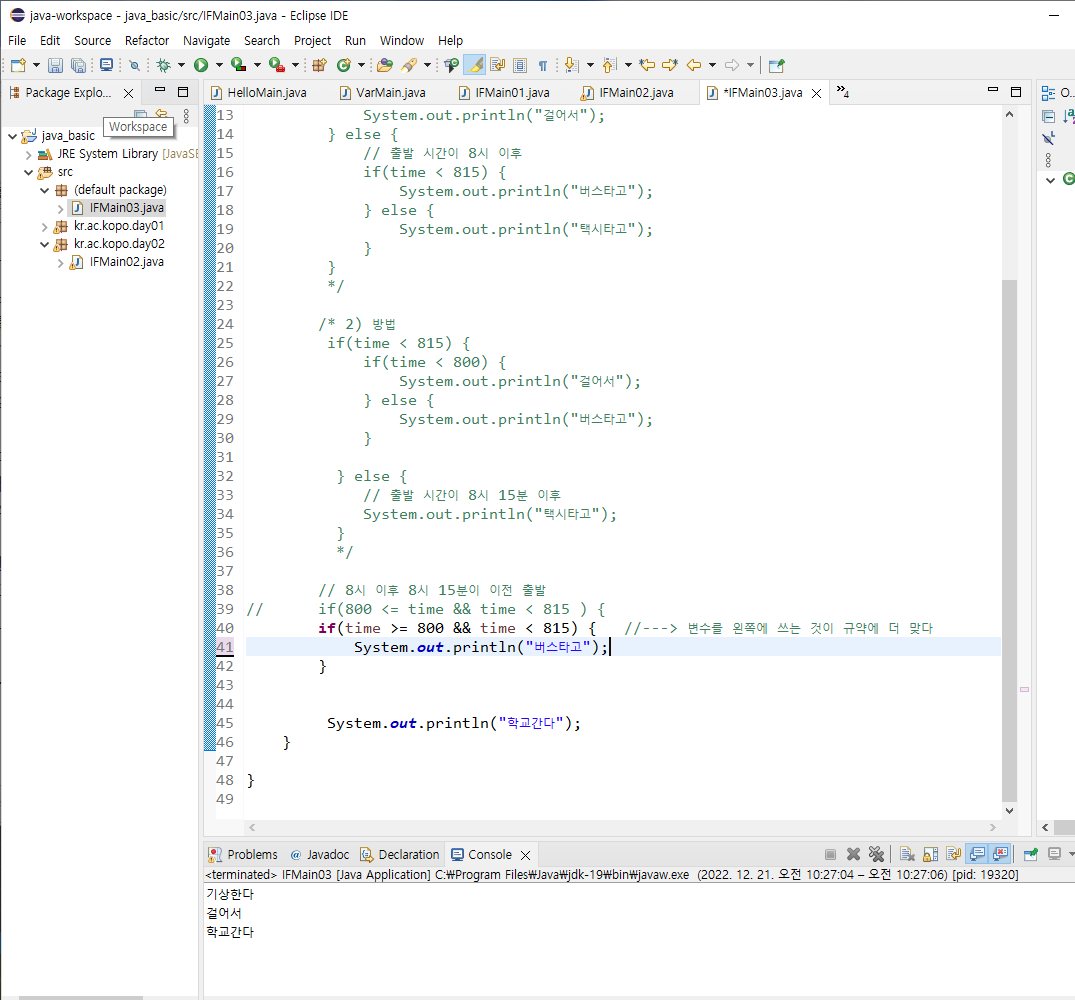 java-workspace - java_basic/src/IFMain03.java - Eclipse IDE
File Edit Source Refactor Navigate Search Project Run Window Help
Package Explo...
HelloMain.java VarMain.java IFMain01.java IFMain02.java *IFMain03.java »4
O...
Workspace
java_basic
JRE System Library [JavaSE
src
(default package)
IFMain03.java
kr.ac.kopo.day01
kr.ac.kopo.day02
IFMain02.java
13 System.out.println("걸어서");
14 } else {
15 // 출발 시간이 8시 이후
16 if(time < 815) {
17 System.out.println("버스타고");
18 } else {
19 System.out.println("택시타고");
20 }
21 }
22 */
23
24 /* 2) 방법
25 if(time < 815) {
26 if(time < 800) {
27 System.out.println("걸어서");
28 } else {
29 System.out.println("버스타고");
30 }
31
32 } else {
33 // 출발 시간이 8시 15분 이후
34 System.out.println("택시타고");
35 }
36 */
37
38 // 8시 이후 8시 15분이 이전 출발
39 // if(800 <= time && time < 815 ) {
40 if(time >= 800 && time < 815) { //---> 변수를 왼쪽에 쓰는 것이 규약에 더 맞다
41 System.out.println("버스타고");
42 }
43
44
45 System.out.println("학교간다");
46 }
47
48 }
49
Problems @ Javadoc Declaration Console
<terminated> IFMain03 [Java Application] C:₩Program Files₩Java₩jdk-19₩bin₩javaw.exe (2022. 12. 21. 오전 10:27:04 – 오전 10:27:06) [pid: 19320]
기상한다
걸어서
학교간다